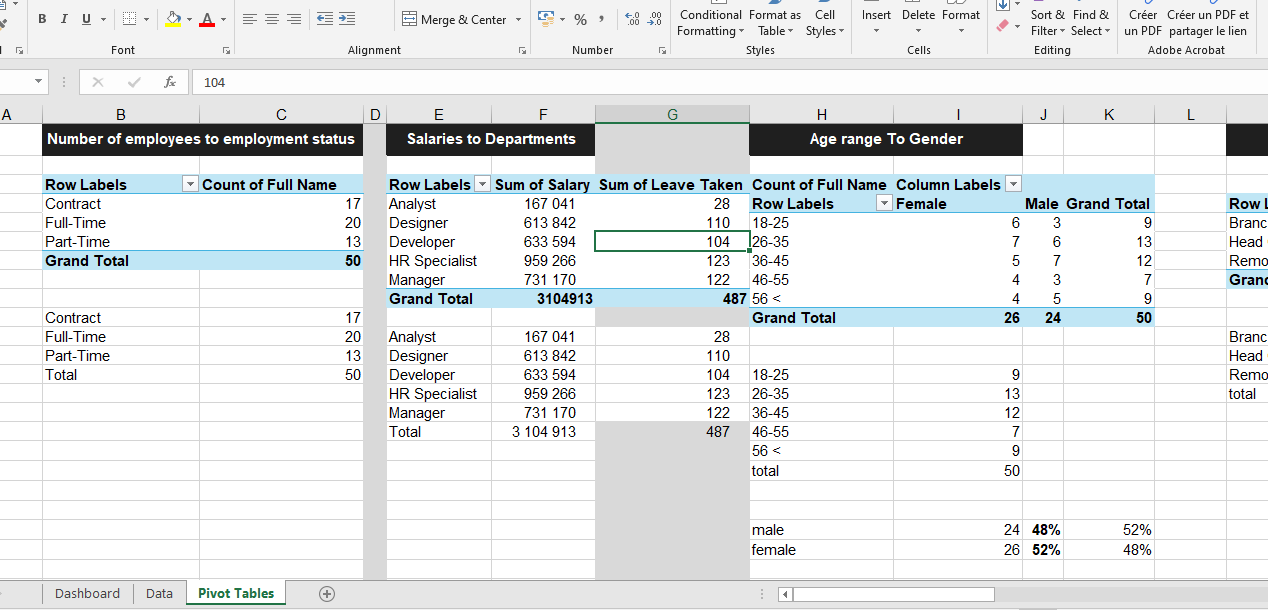 B I U Merge & Center % , Conditional Format as Cell Insert Delete Format Sort & Find & Créer Créer un PDF et
Formatting Table Styles Filter Select un PDF partager le lien
Font Alignment Number Styles Cells Editing Adobe Acrobat
fx 104
A B C D E F G H I J K L
Number of employees to employment status Salaries to Departments Age range To Gender
Row Labels Count of Full Name Row Labels Sum of Salary Sum of Leave Taken Count of Full Name Column Labels
Contract 17 Analyst 167 041 28 Row Labels Female Male Grand Total Row L
Full-Time 20 Designer 613 842 110 18-25 6 3 9 Branc
Part-Time 13 Developer 633 594 104 26-35 7 6 13 Head
Grand Total 50 HR Specialist 959 266 123 36-45 5 7 12 Remo
Manager 731 170 122 46-55 4 3 7 Grand
Grand Total 3104913 487 56 < 4 5 9
Contract 17 Grand Total 26 24 50
Full-Time 20 Analyst 167 041 28 Branc
Part-Time 13 Designer 613 842 110 Head
Total 50 Developer 633 594 104 18-25 9 Remo
HR Specialist 959 266 123 26-35 13 total
Manager 731 170 122 36-45 12
Total 3 104 913 487 46-55 7
56 < 9
total 50
male 24 48% 52%
female 26 52% 48%
Dashboard Data Pivot Tables